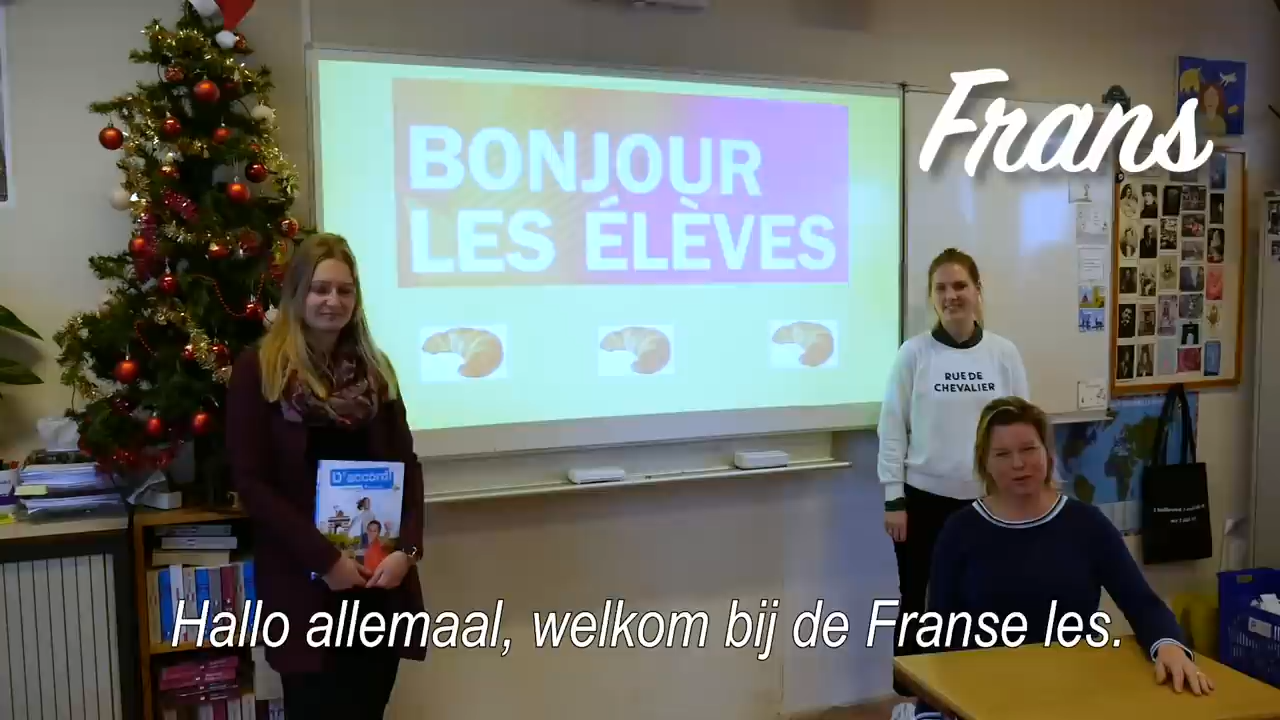 Frans
BONJOUR
LES ÉLÈVES
RUE DE
CHEVALIER
D'accord!
Hallo allemaal, welkom bij de Franse les.